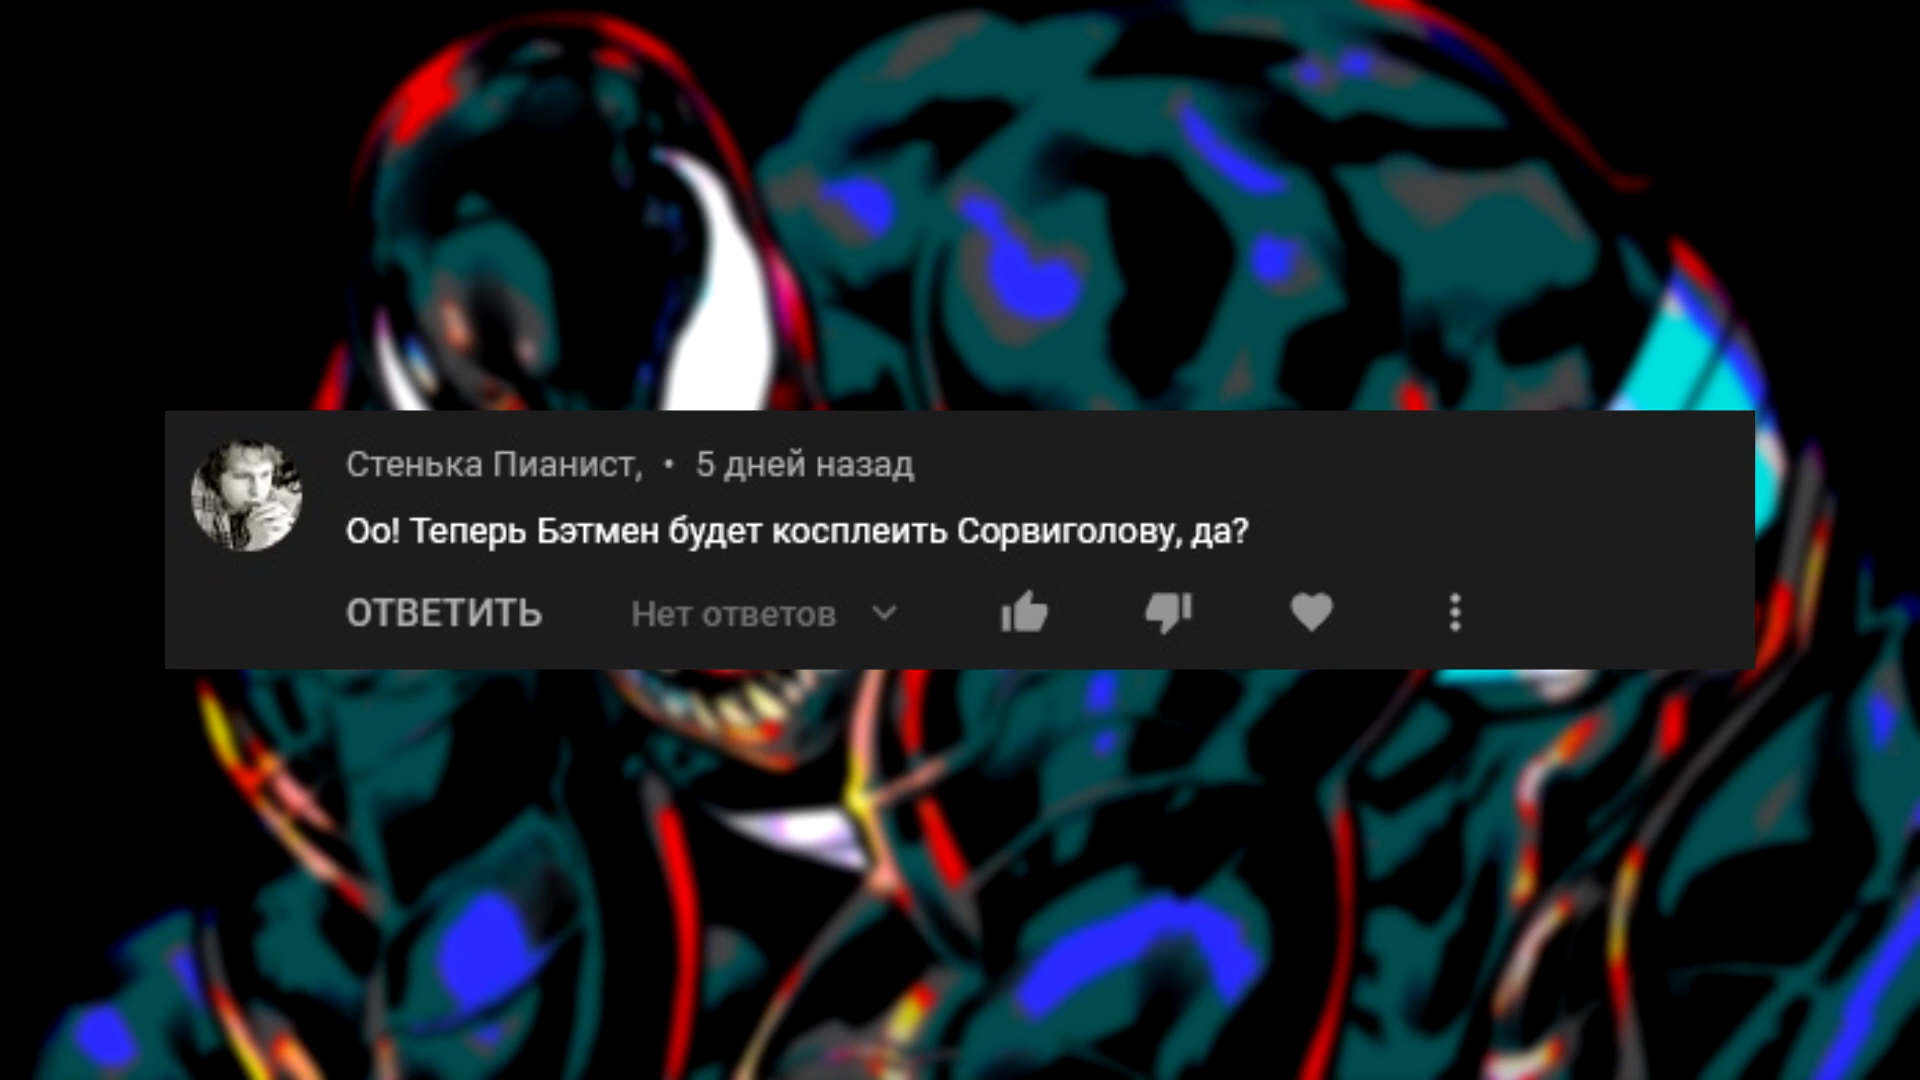 Стенька Пианист, • 5 дней назад
Оо! Теперь Бэтмен будет косплеить Сорвиголову, да?
ОТВЕТИТЬ Нет ответов